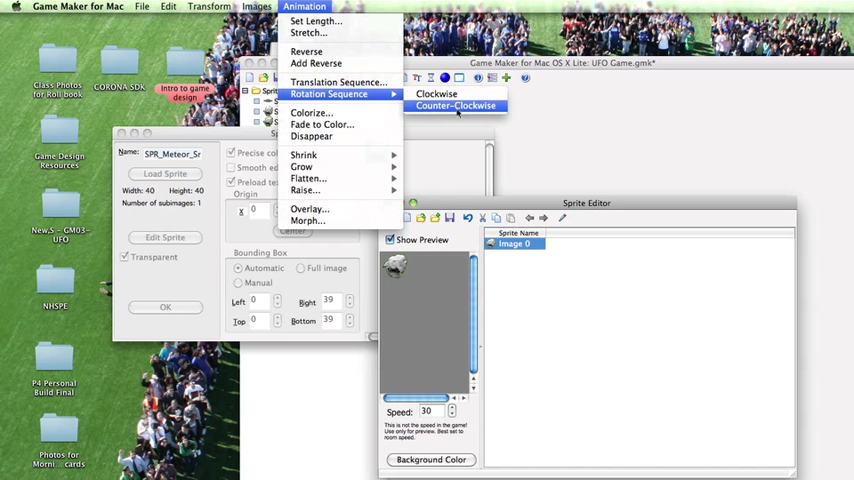 Game Maker for Mac File Edit Transform Images Animation
Set Length...
Stretch...
Reverse
Add Reverse
Translation Sequence...
Rotation Sequence
Clockwise
Counter-Clockwise
Colorize...
Fade to Color...
Disappear
Shrink
Grow
Flatten...
Raise...
Overlay...
Morph...
Game Maker for Mac OS X Lite: UFO Game.gmk*
Class Photos
for Roll book
CORONA SDK
Intro to game
design
Game Design
Resources
New,S - GM03-
UFO
NHSPE
P4 Personal
Build Final
Photos for
Morni... cards
Name: SPR_Meteor_Sr
Load Sprite
Width: 40 Height: 40
Number of subimages: 1
Edit Sprite
Transparent
OK
Precise co
Smooth ed
Preload tex
Origin
X 0
Center
Bounding Box
Automatic Full image
Manual
Left 0 Right 39
Top 0 Bottom 39
Sprite Editor
Show Preview
Speed: 30
This is not the speed in the game!
Use only for preview. Best set to
room speed.
Background Color
Sprite Name
Image 0